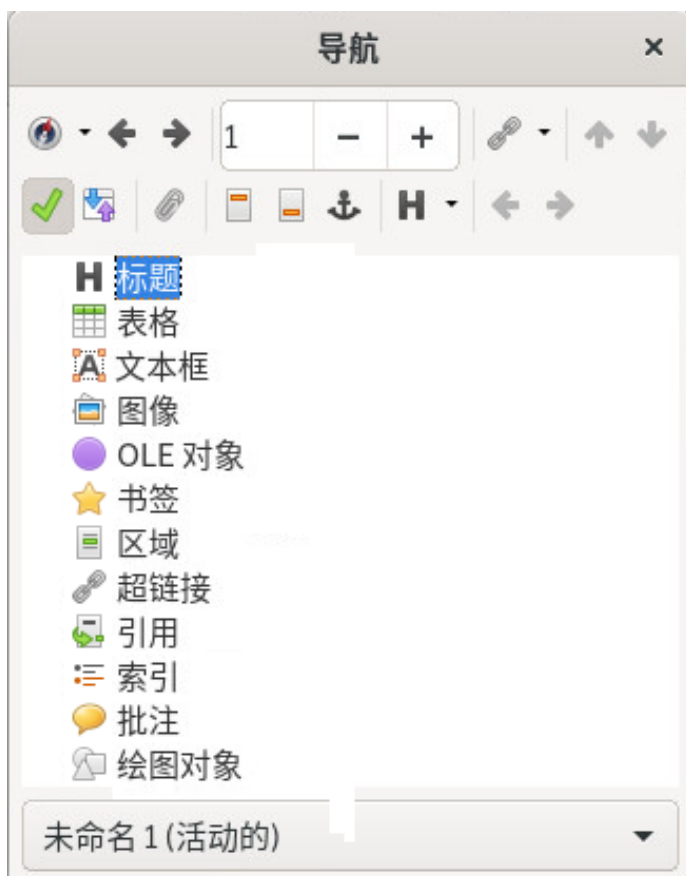 导航
1
H
标题
表格
文本框
图像
OLE 对象
书签
区域
超链接
引用
索引
批注
绘图对象
未命名 1 (活动的)